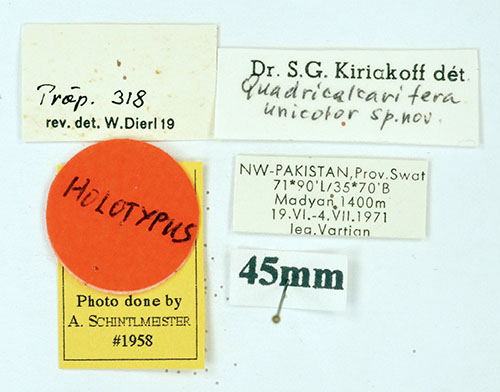 Präp. 318
rev. det. W.Dierl 19
Dr. S.G. Kiriakoff dét.
Quadricalcarifera
unicolor sp.nov.
HOLOTYPUS
NW-PAKISTAN,Prov.Swat
71*90'L/35*70'B
Madyan,1400m
19.VI.-4.VII.1971
leg.Vartian
45mm
Photo done by
A. SCHINTLMEISTER
#1958